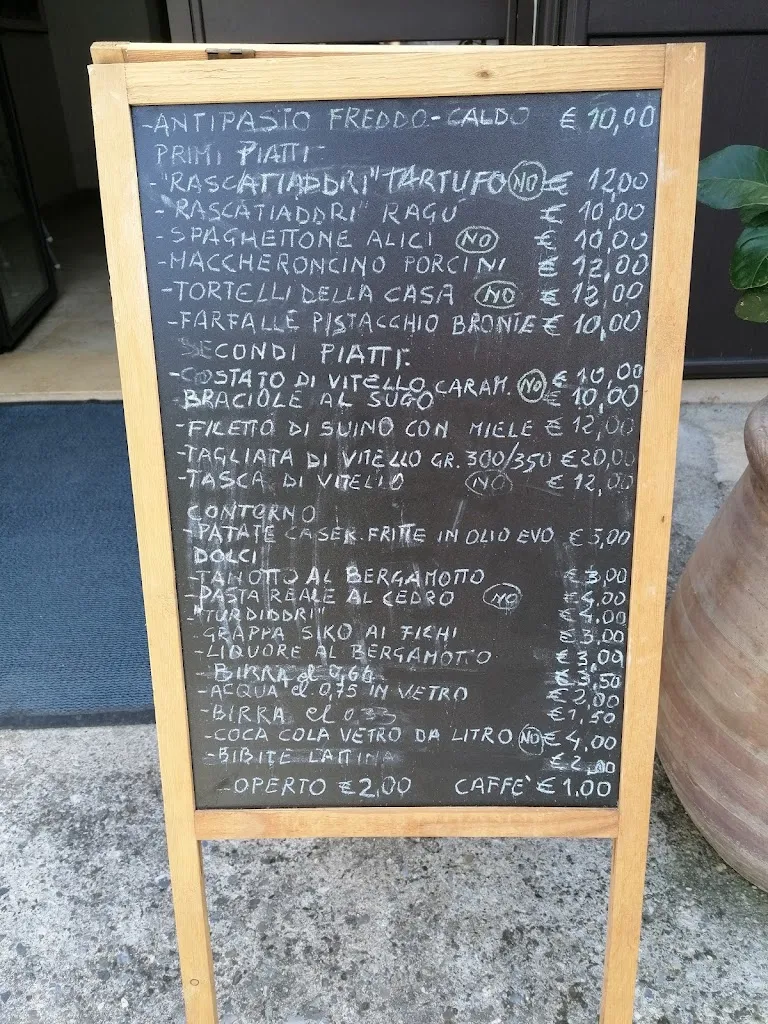 -ANTIPASTO FREDDO-CALDO € 10,00
PRIMI PIATTI-
-"RASCATIADDRI" TARTUFO NO € 12,00
-"RASCATIADDRI" RAGU' € 10,00
-SPAGHETTONE ALICI NO € 10,00
-MACCHERONCINO PORCINI € 12,00
-TORTELLI DELLA CASA NO € 12,00
-FARFALLE PISTACCHIO BRONTE € 10,00
SECONDI PIATTI:
-COSTATO DI VITELLO CARAM. NO € 10,00
BRACIOLE AL SUGO € 10,00
-FILETTO DI SUINO CON MIELE € 12,00
-TAGLIATA DI VITELLO GR. 300/350 € 20,00
-TASCA DI VITELLO NO € 12,00
CONTORNO
-PATATE CASER. FRITTE IN OLIO EVO € 5,00
DOLCI
-TANOTTO AL BERGAMOTTO € 3,00
-PASTA REALE AL CEDRO NO € 4,00
-"TURDIDDRI" € 4,00
-GRAPPA SIKO AI FICHI € 3,00
-LIQUORE AL BERGAMOTTO € 3,00
-BIRRA cl 0,66 € 3,50
-ACQUA cl 0,75 IN VETRO € 2,00
-BIRRA cl 0,33 € 1,50
-COCA COLA VETRO DA LITRO NO € 4,00
-BIBITE LATTINA € 2,00
-OPERTO € 2,00 CAFFE' € 1,00